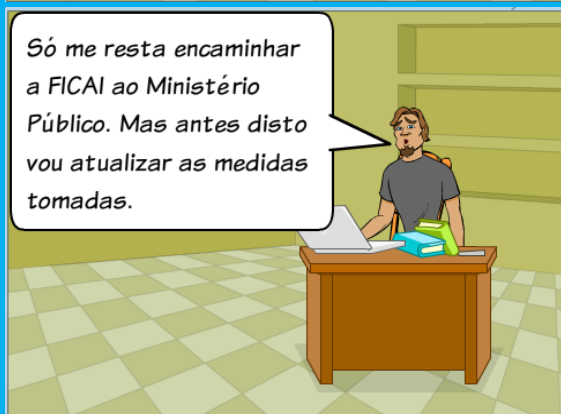 Só me resta encaminhar
a FICAI ao Ministério
Público. Mas antes disto
vou atualizar as medidas
tomadas.